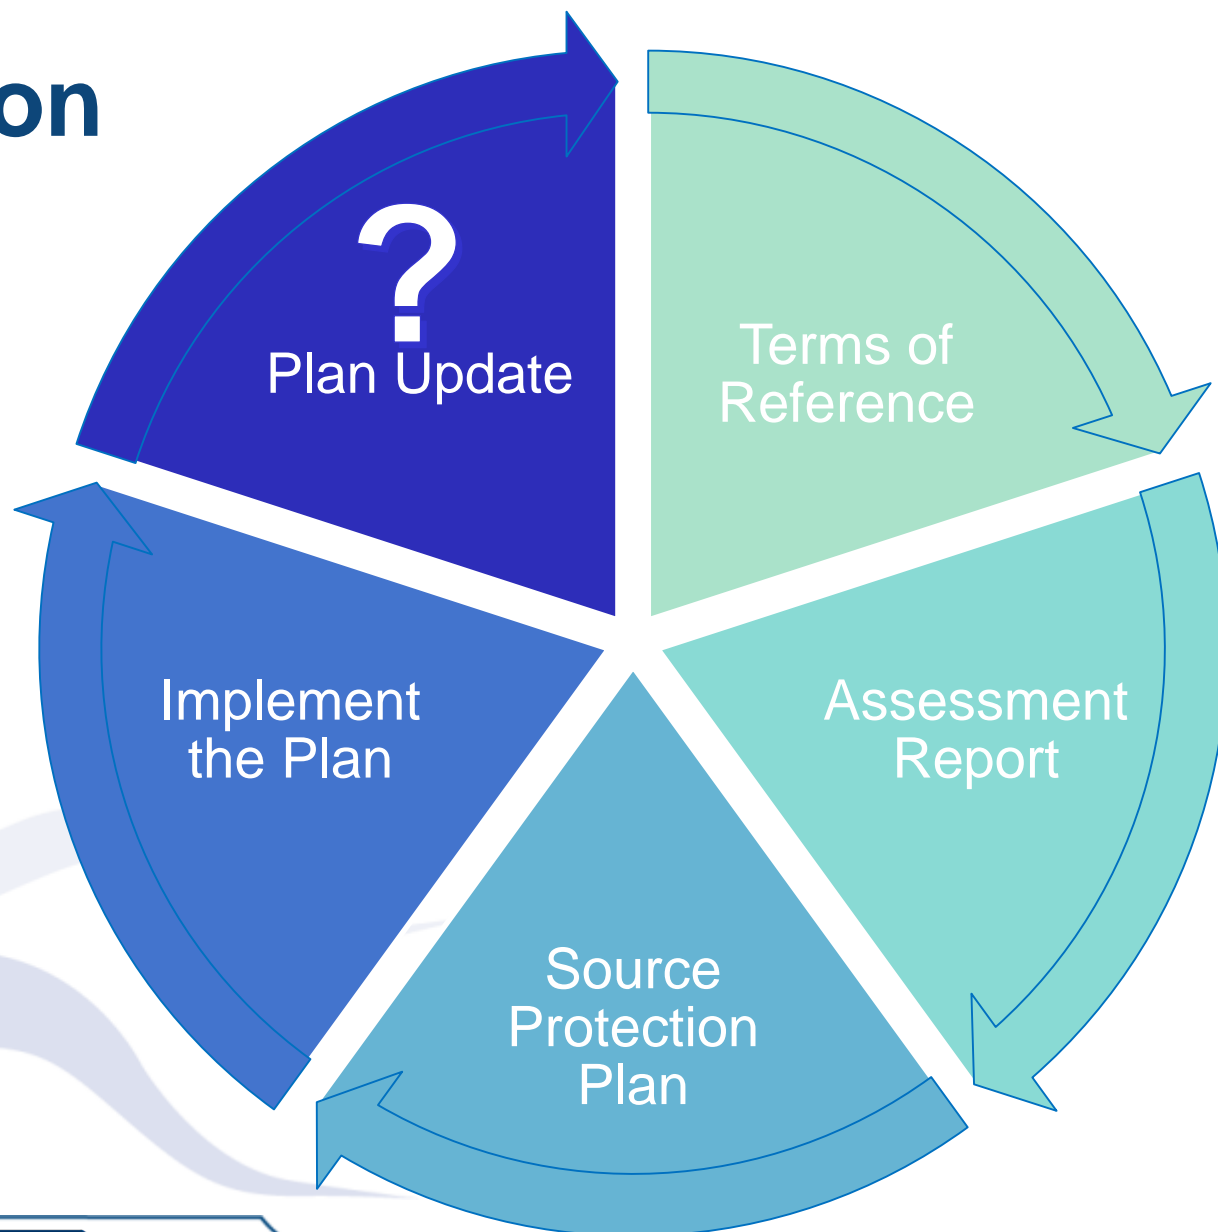 on
?
Plan Update
Terms of
Reference
Assessment
Report
Source
Protection
Plan
Implement
the Plan